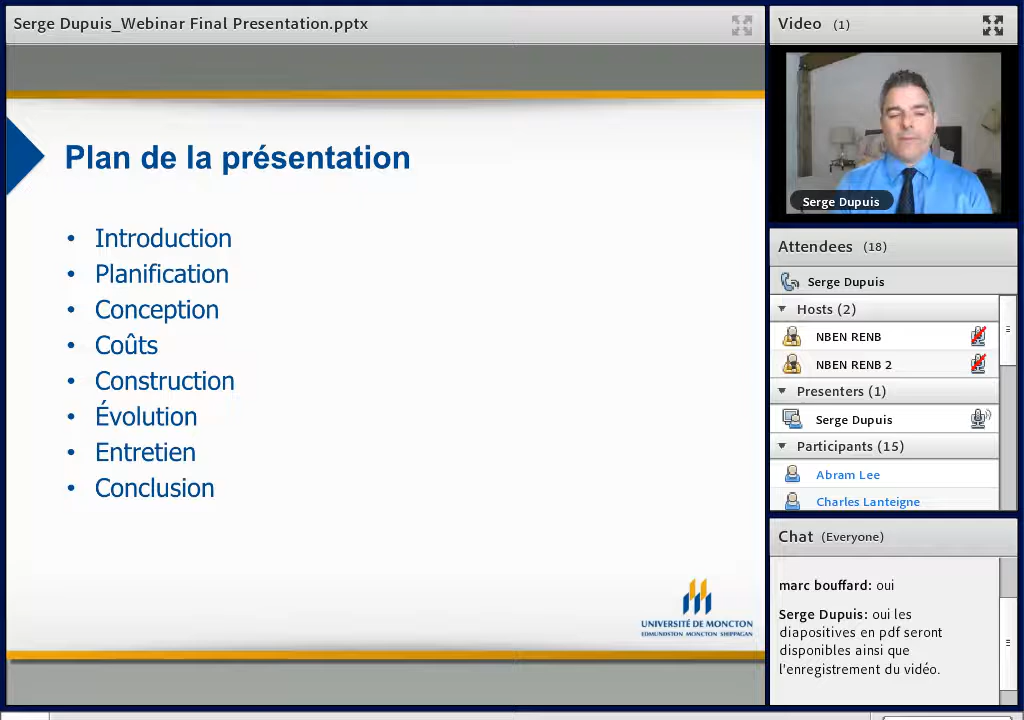 Serge Dupuis_Webinar Final Presentation.pptx
Plan de la présentation
• Introduction
• Planification
• Conception
• Coûts
• Construction
• Évolution
• Entretien
• Conclusion
UNIVERSITÉ DE MONCTON
EDMUNDSTON MONCTON SHIPPAGAN
Video (1)
Serge Dupuis
Attendees (18)
Serge Dupuis
Hosts (2)
NBEN RENB
NBEN RENB 2
Presenters (1)
Serge Dupuis
Participants (15)
Abram Lee
Charles Lanteigne
Chat (Everyone)
marc bouffard: oui
Serge Dupuis: oui les
diapositives en pdf seront
disponibles ainsi que
l'enregistrement du vidéo.